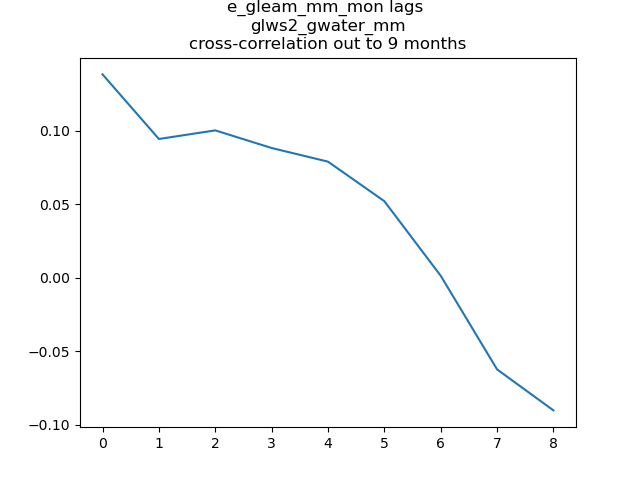 e_gleam_mm_mon lags
glws2_gwater_mm
cross-correlation out to 9 months
0.10
0.05
0.00
−0.05
−0.10
0 1 2 3 4 5 6 7 8